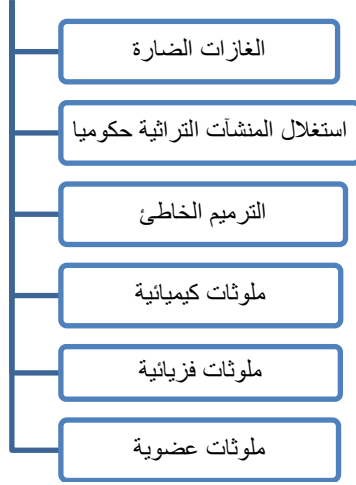 الغازات الضارة
استغلال المنشآت التراثية حكوميا
الترميم الخاطئ
ملوثات كيميائية
ملوثات فزيائية
ملوثات عضوية